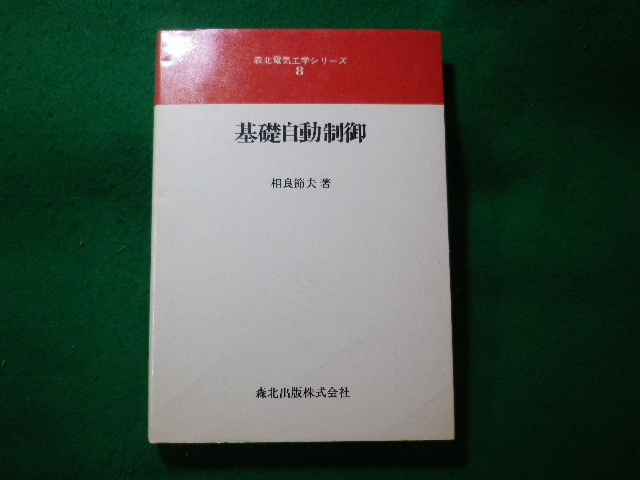 森北電気工学シリーズ
8
基礎自動制御
相良節夫著
森北出版株式会社